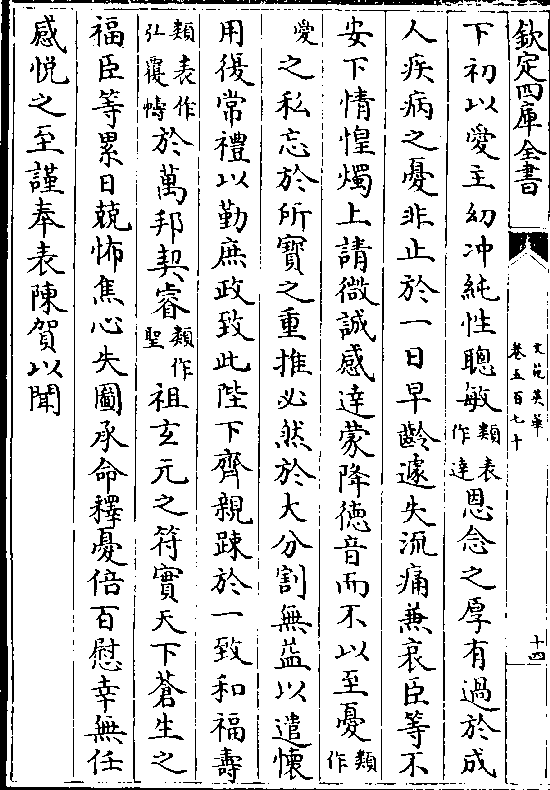 欽定四庫全書
文苑英華
卷五百七十
十四
下初以愛主幼冲純性聰敏類表作達恩念之厚有過於成
人疾病之憂非止於一日早齡遽失流痛兼哀臣等不
安下情惶燭上請微誠感達蒙降德音而不以至憂類作
愛之私忘於所寳之重推必然於大分割無益以遣懷
用復常禮以勤庶政致此陛下齊親踈於一致和福壽
類表作弘覆幬於萬邦契睿類作聖祖玄元之符實天下蒼生之
福臣等累日兢怖焦心失圖承命釋憂倍百慰幸無任
感悦之至謹奉表陳賀以聞